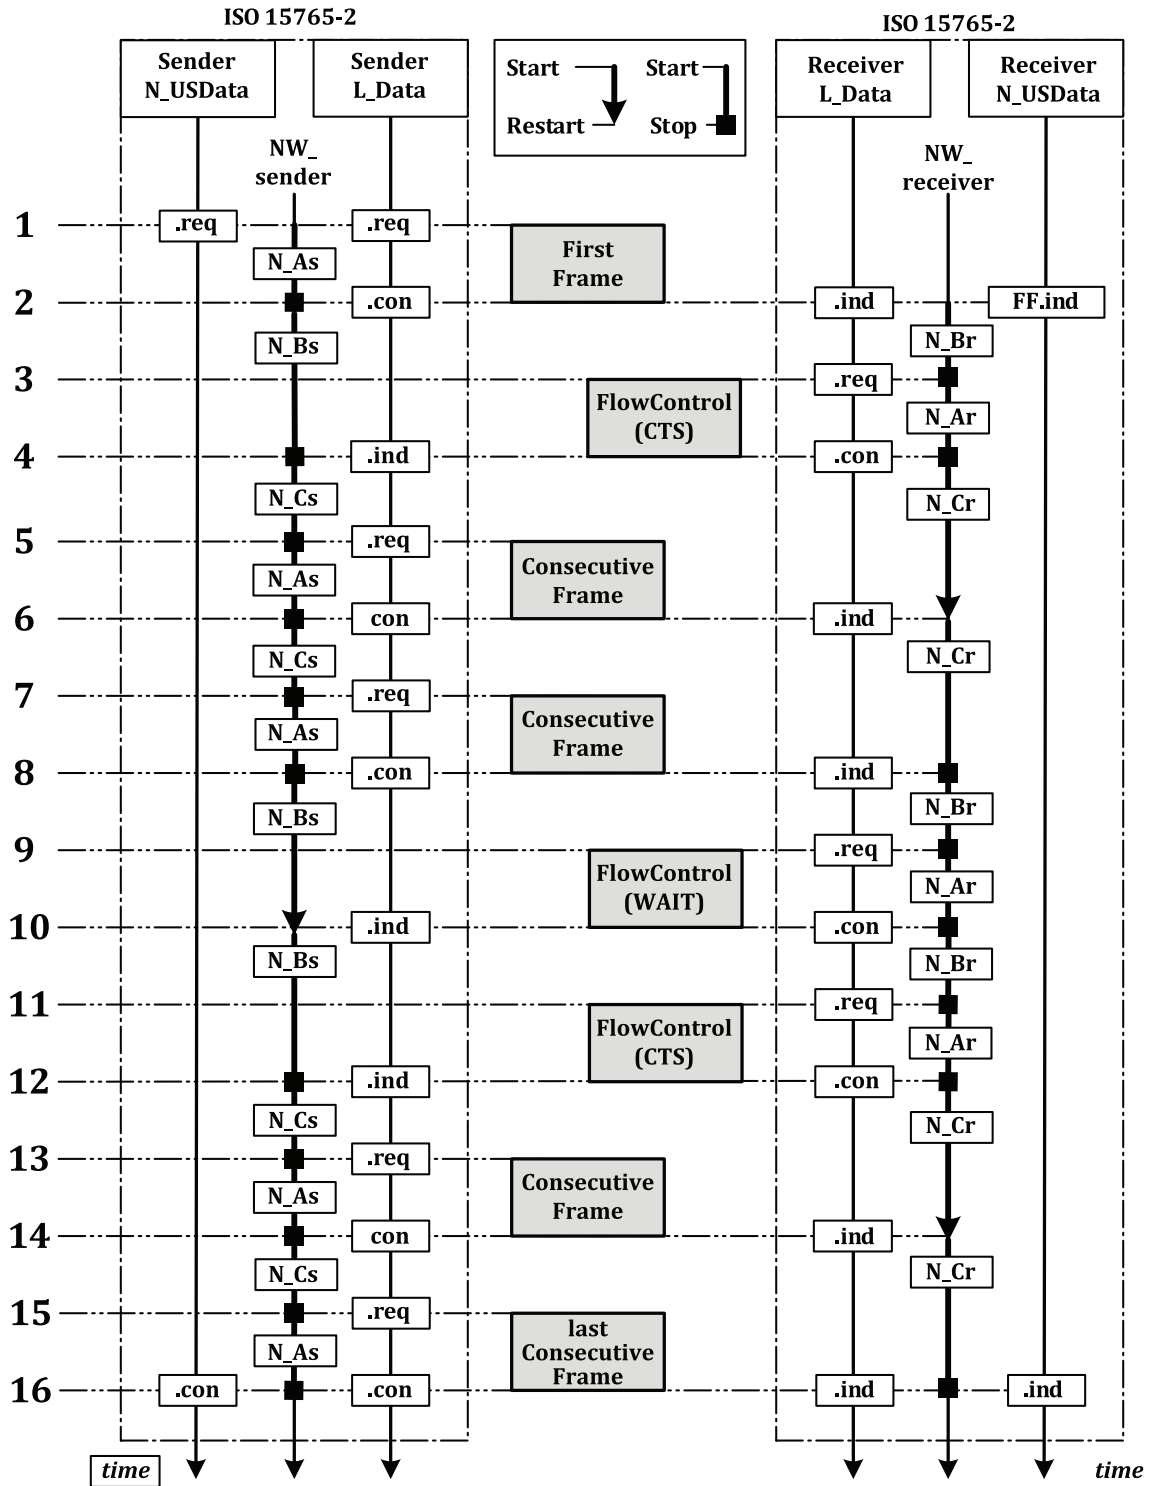 ISO 15765-2
ISO 15765-2
Sender
N_USData
Sender
L_Data
Start
Restart
Start
Stop
Receiver
L_Data
Receiver
N_USData
NW_
sender
NW_
receiver
1
.req
.req
First
Frame
N_As
2
.con
.ind
FF.ind
N_Bs
N_Br
3
.req
FlowControl
(CTS)
N_Ar
4
.ind
.con
N_Cs
N_Cr
5
.req
Consecutive
Frame
N_As
6
con
.ind
N_Cs
N_Cr
7
.req
Consecutive
Frame
N_As
8
.con
.ind
N_Bs
N_Br
9
.req
FlowControl
(WAIT)
N_Ar
10
.ind
.con
N_Bs
N_Br
11
.req
FlowControl
(CTS)
N_Ar
12
.ind
.con
N_Cs
N_Cr
13
.req
Consecutive
Frame
N_As
14
con
.ind
N_Cs
N_Cr
15
.req
last
Consecutive
Frame
N_As
16
.con
.con
.ind
.ind
time
time